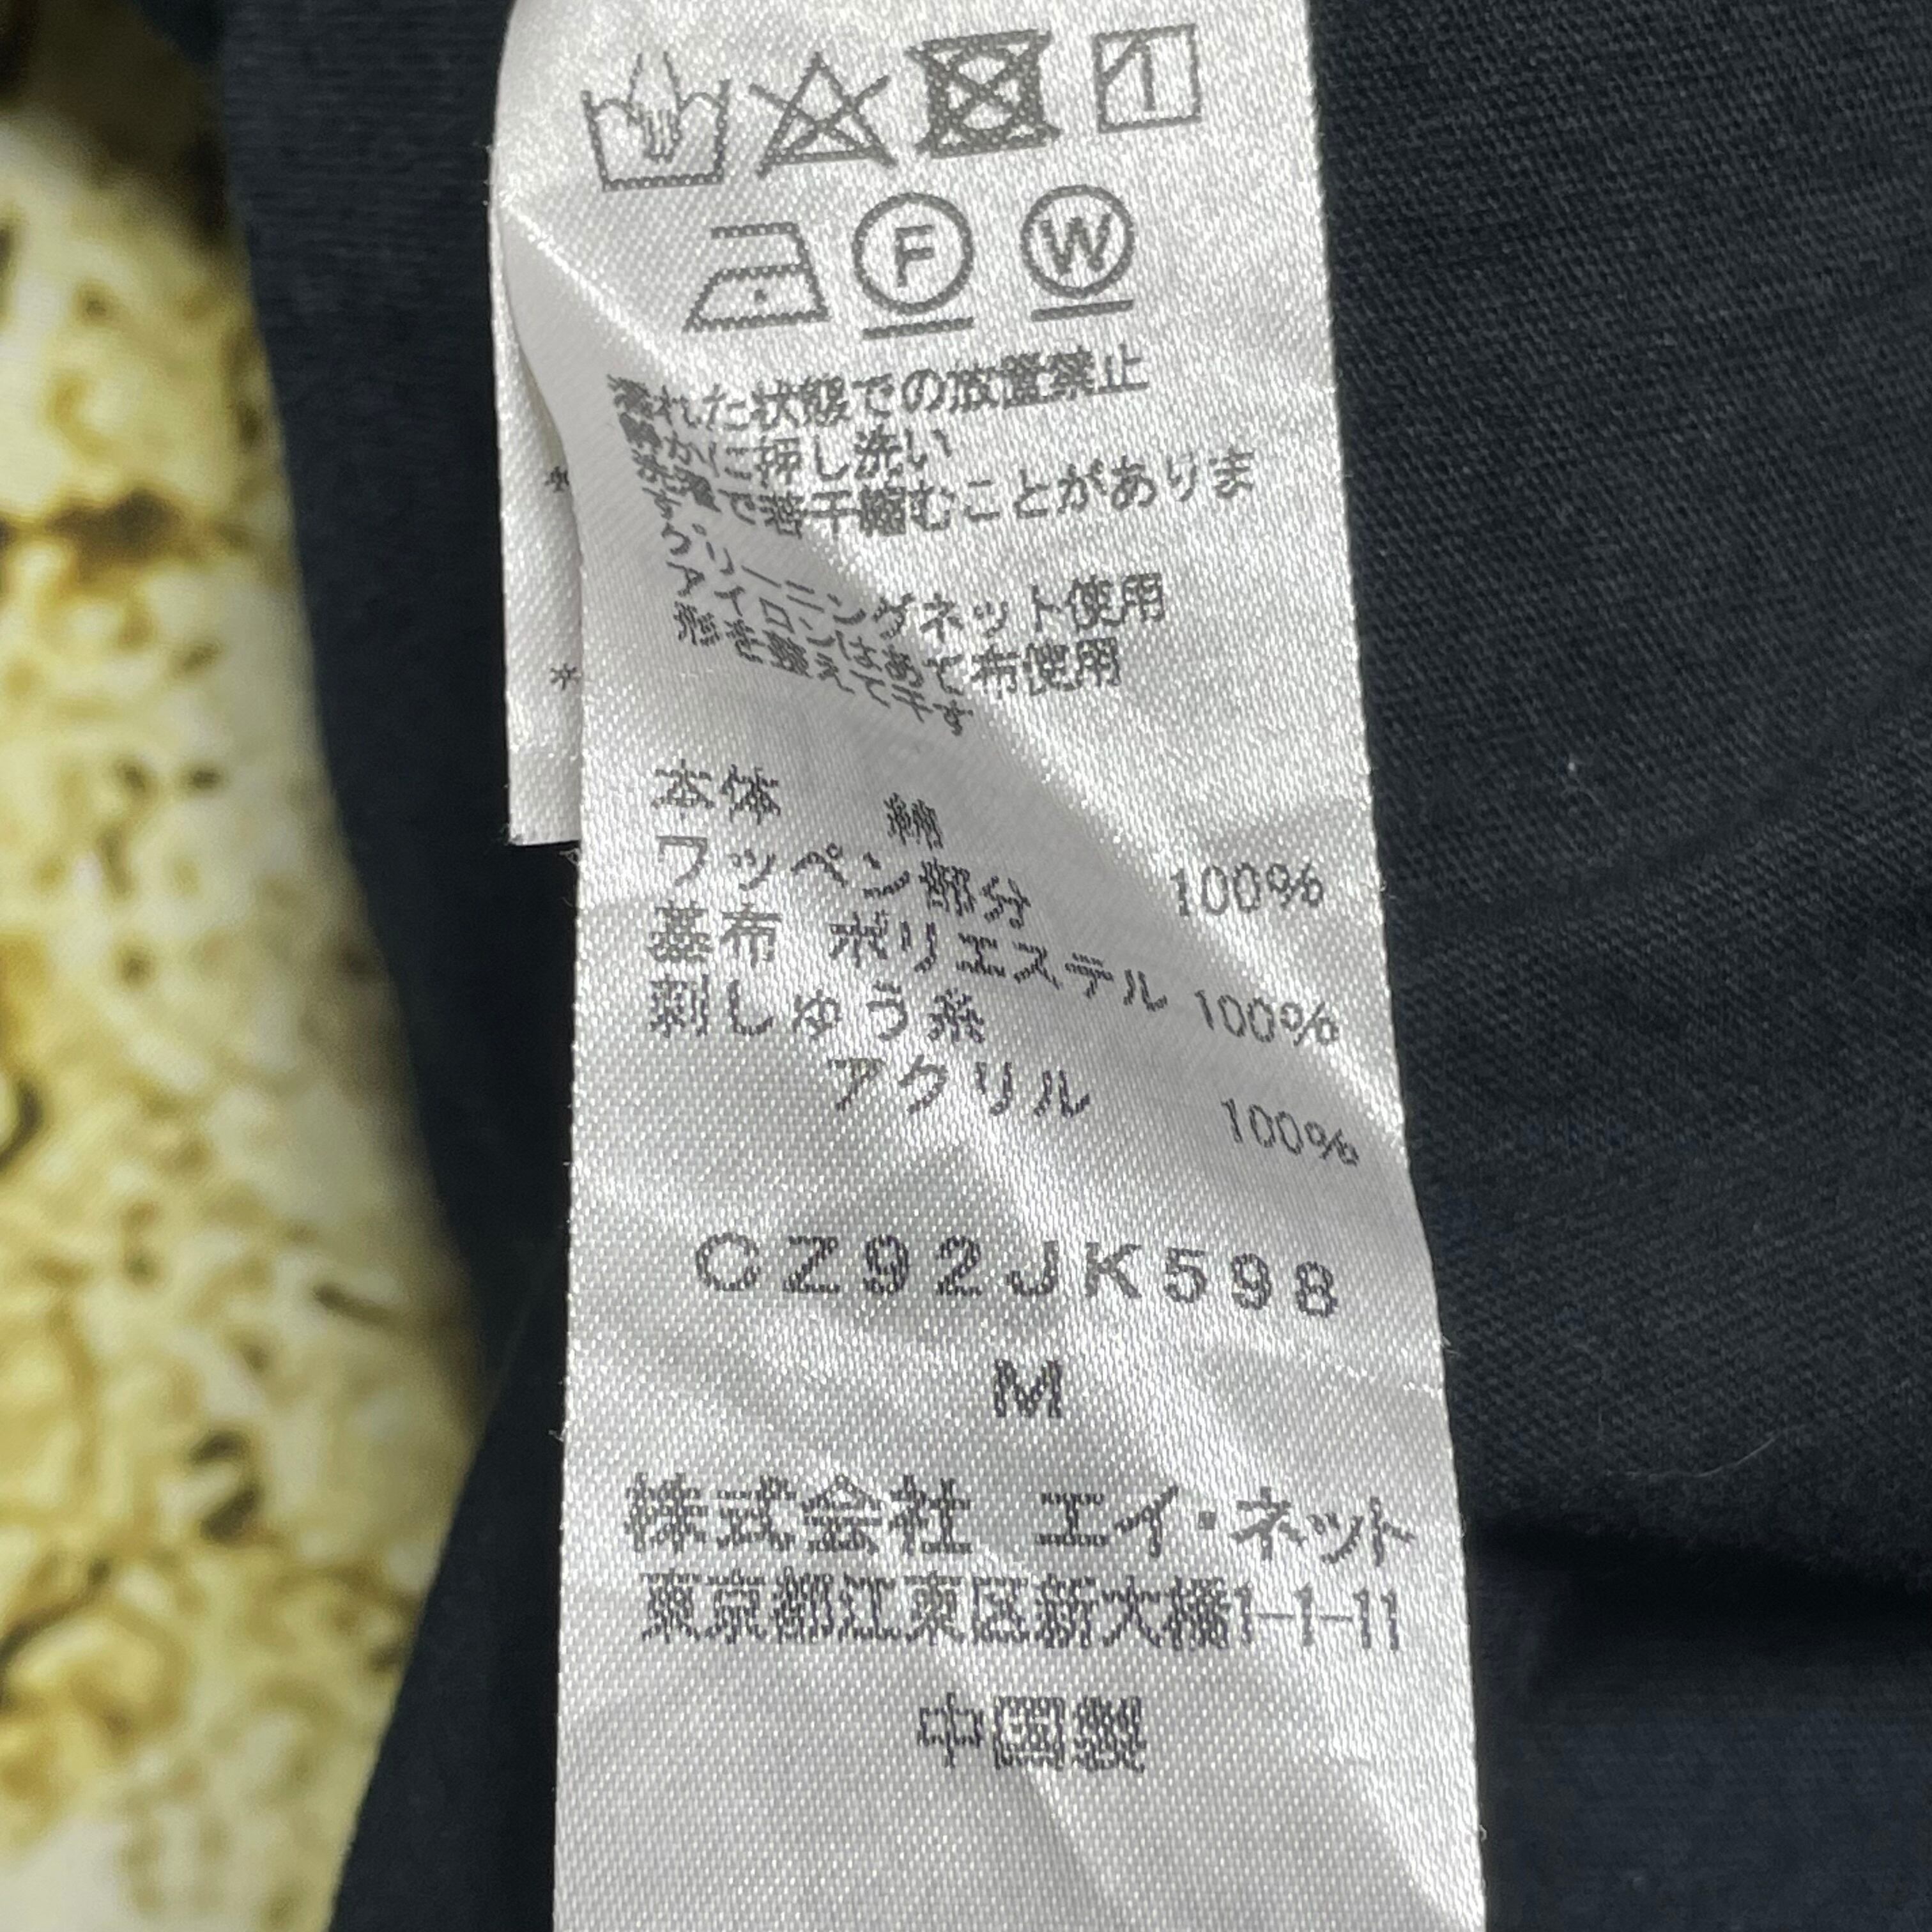 1
F W
濡れた状態での放置禁止
静かに押し洗い
水濡で若干縮むことがありま
す
クリーニングネット使用
アイロンはあて布使用
形を整えて干す
本体 綿 100%
ワッペン部分
基布 ポリエステル 100%
刺しゅう糸
アクリル 100%
CZ92JK598
M
株式会社 エイ・ネット
東京都江東区新大橋1-1-11
中国製